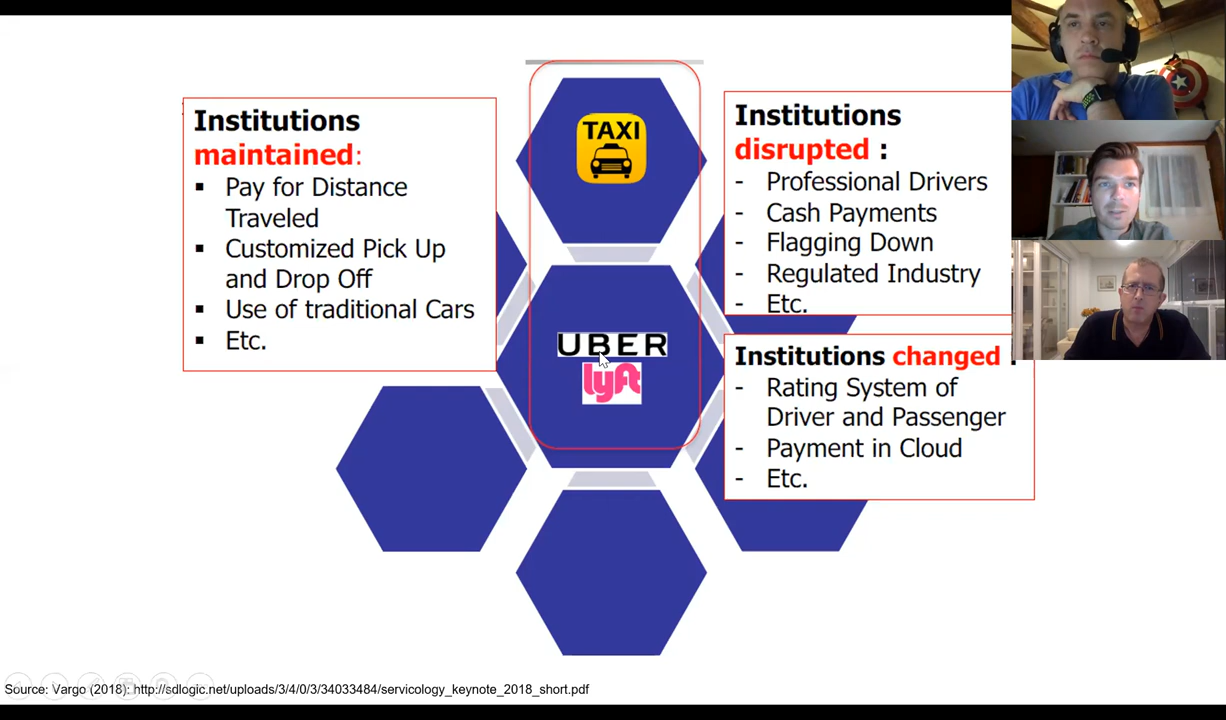 Institutions
maintained:
▪ Pay for Distance
Traveled
▪ Customized Pick Up
and Drop Off
▪ Use of traditional Cars
▪ Etc.
TAXI
UBER
lyft
Institutions
disrupted :
- Professional Drivers
- Cash Payments
- Flagging Down
- Regulated Industry
- Etc.
Institutions changed :
- Rating System of
Driver and Passenger
- Payment in Cloud
- Etc.
Source: Vargo (2018): http://sdlogic.net/uploads/3/4/0/3/34033484/servicology_keynote_2018_short.pdf